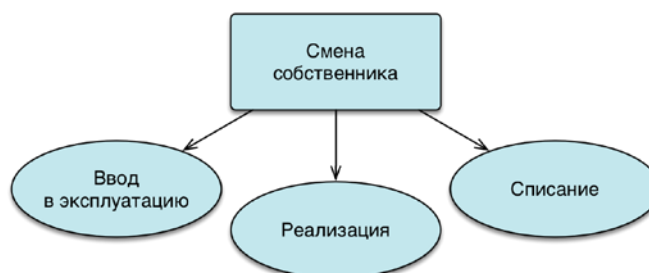 Смена
собственника
Ввод
в эксплуатацию
Реализация
Списание